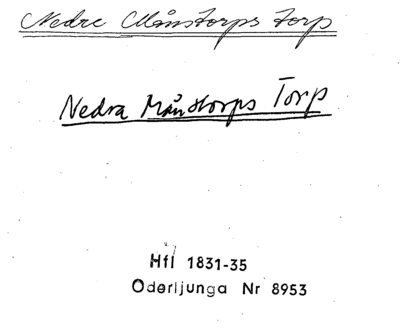 Nedre Månstorps torp
Nedra Månstorps Torp
Hfl 1831-35
Oderljunga Nr 8953